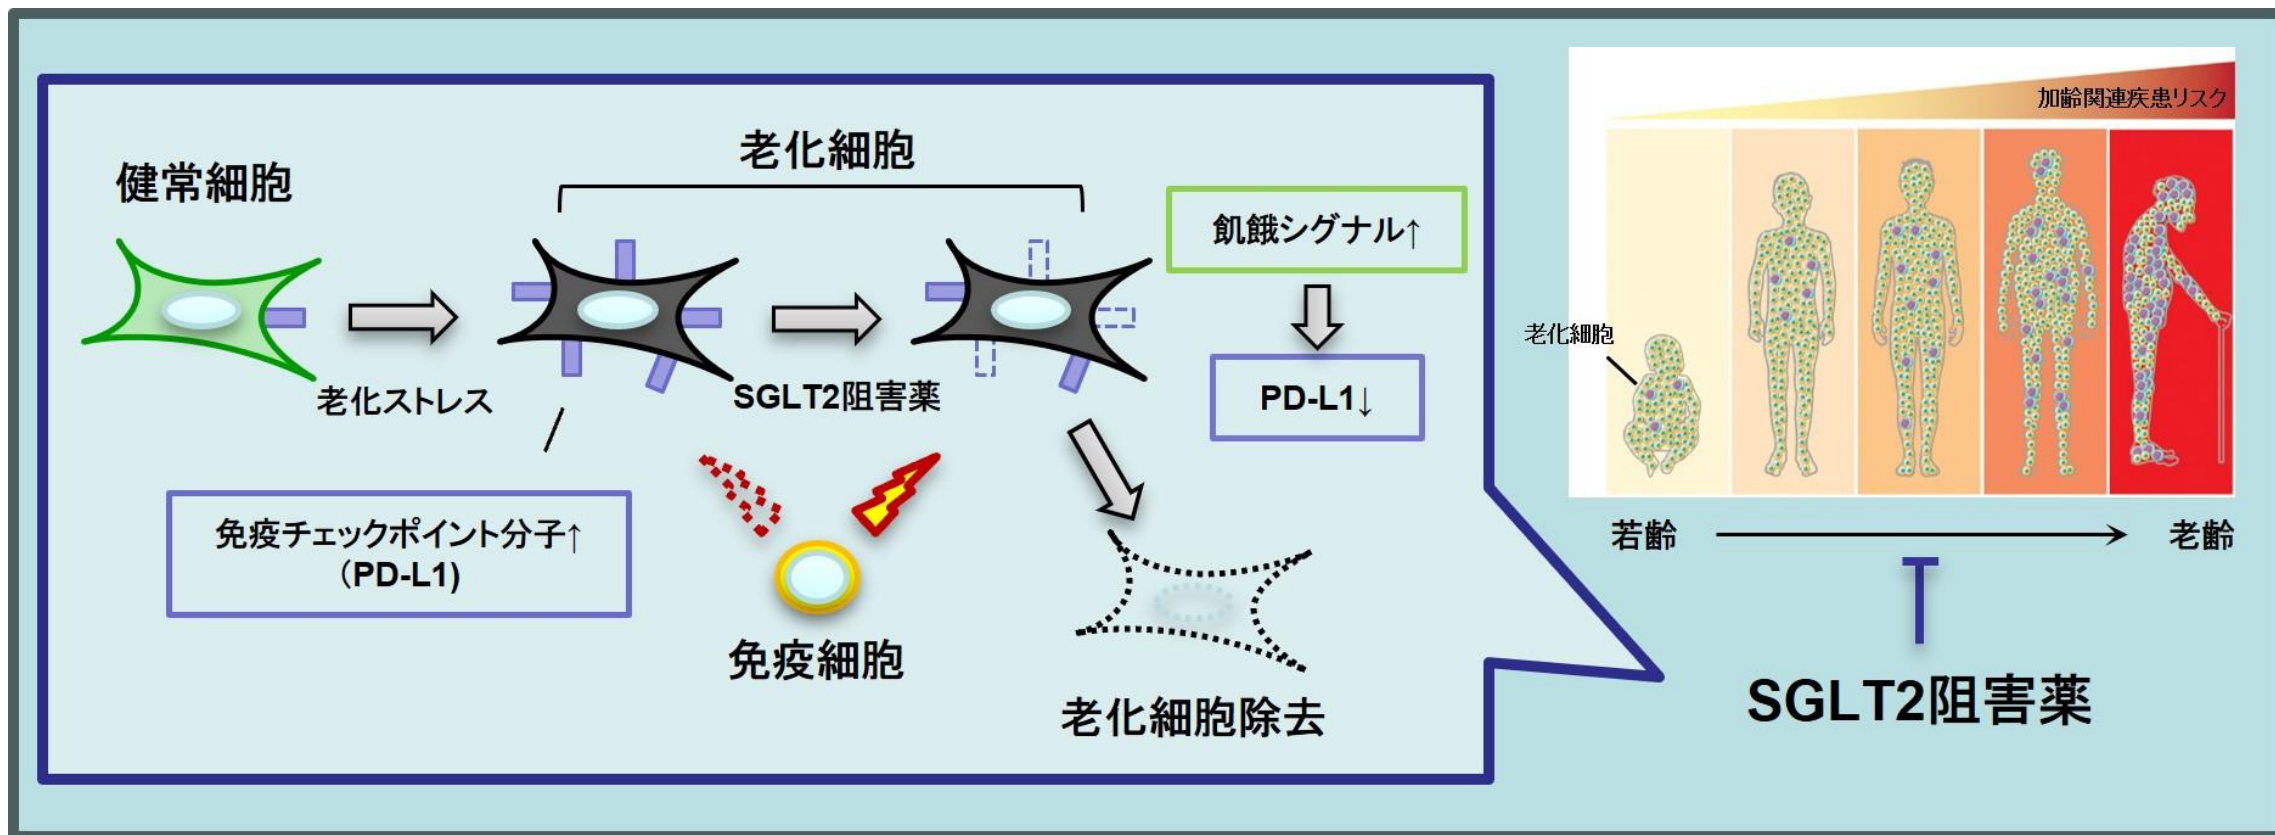 健常細胞
老化細胞
老化ストレス
SGLT2阻害薬
飢餓シグナル↑
PD-L1↓
免疫チェックポイント分子↑
（PD-L1)
免疫細胞
老化細胞除去
加齢関連疾患リスク
老化細胞
若齢
老齢
SGLT2阻害薬